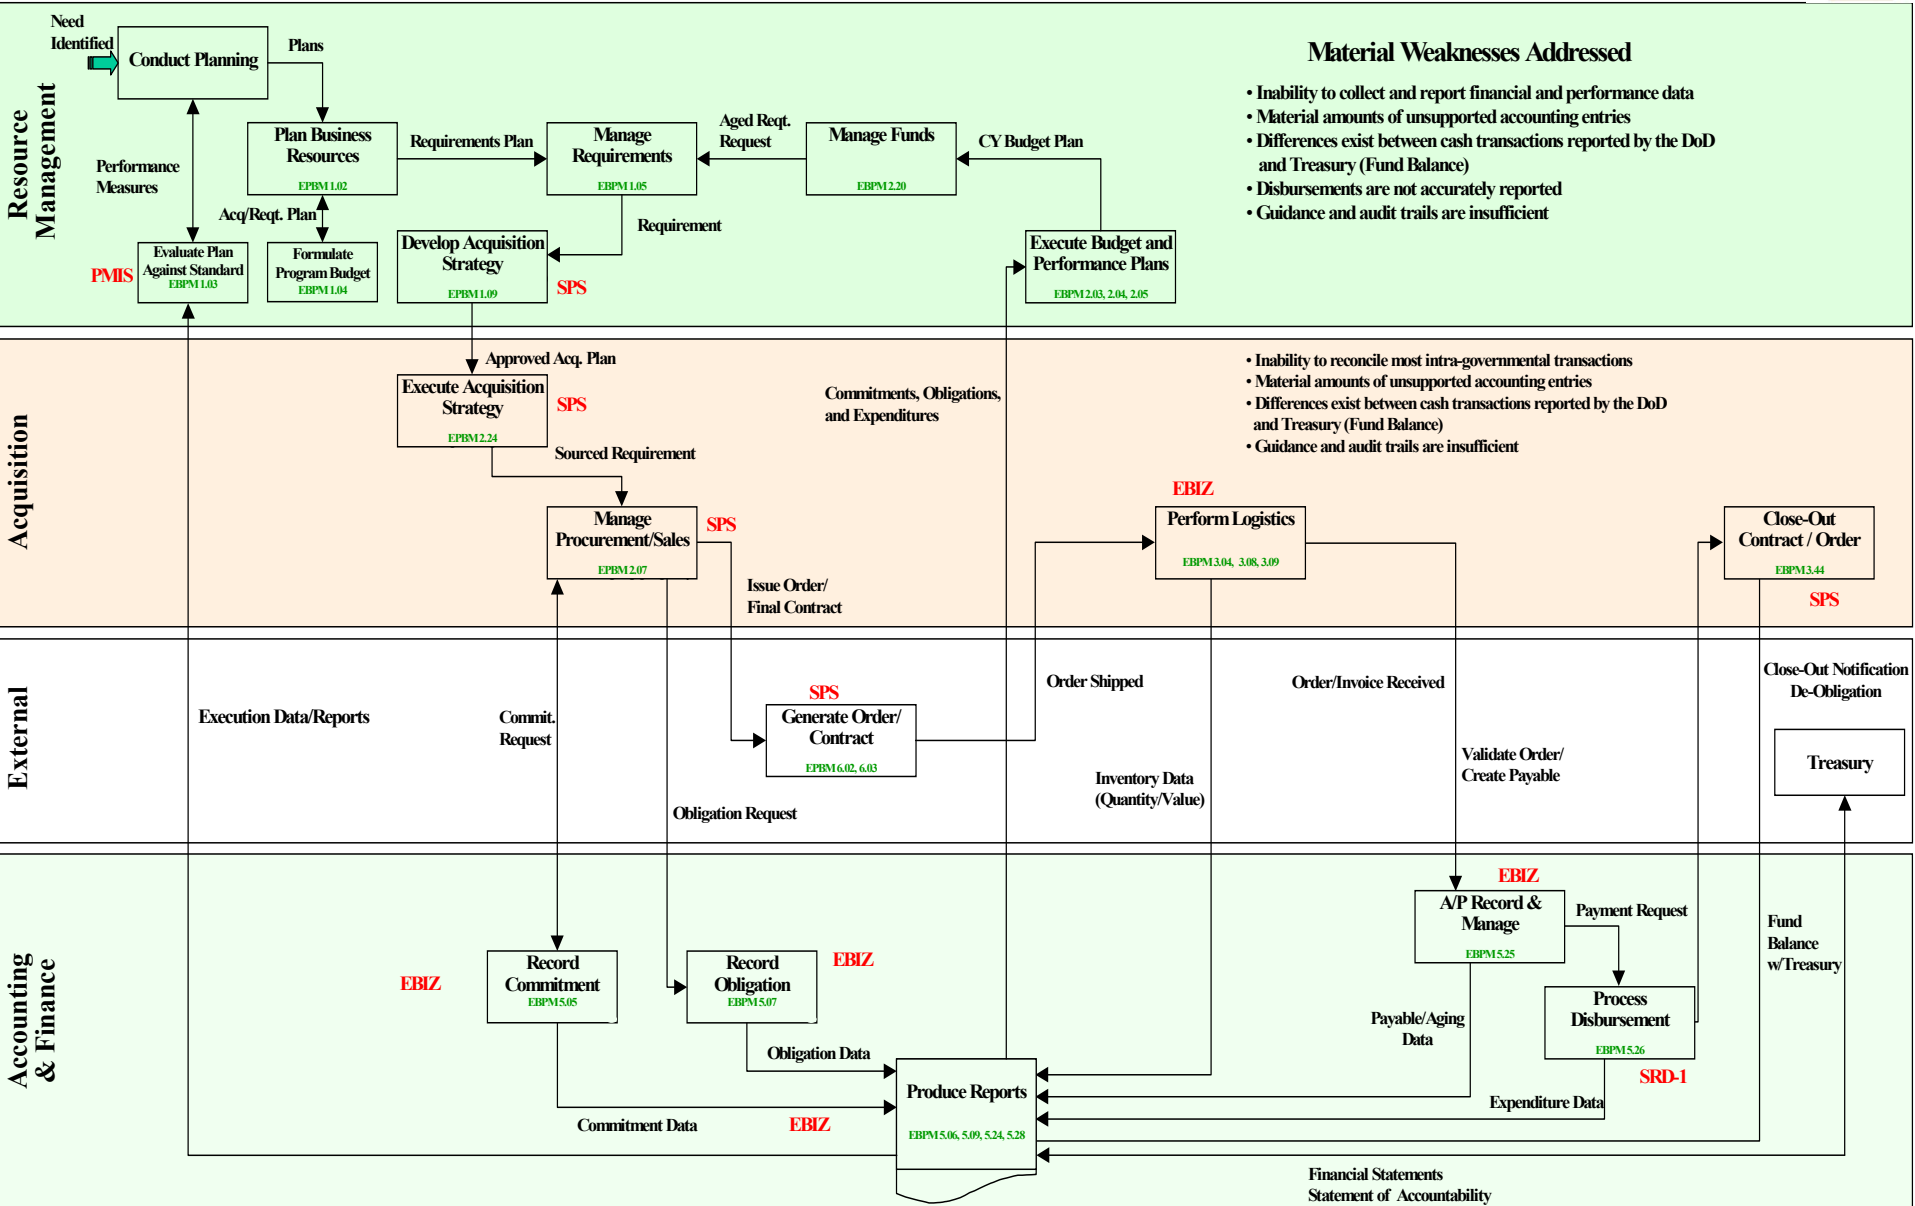 Need
Identified
Conduct Planning
Plans
Material Weaknesses Addressed
• Inability to collect and report financial and performance data
• Material amounts of unsupported accounting entries
• Differences exist between cash transactions reported by the DoD
and Treasury (Fund Balance)
• Disbursements are not accurately reported
• Guidance and audit trails are insufficient
Resource
Management
Performance
Measures
Plan Business
Resources
EPBM 1.02
Requirements Plan
Manage
Requirements
EBPM 1.05
Aged Reqt.
Request
Manage Funds
EBPM 2.20
CY Budget Plan
Acq/Reqt. Plan
Requirement
PMIS
Evaluate Plan
Against Standard
EBPM 1.03
Formulate
Program Budget
EBPM 1.04
Develop Acquisition
Strategy
EPBM 1.09
SPS
Execute Budget and
Performance Plans
EBPM 2.03, 2.04, 2.05
Acquisition
Approved Acq. Plan
Execute Acquisition
Strategy
EPBM 2.24
SPS
Commitments, Obligations,
and Expenditures
• Inability to reconcile most intra-governmental transactions
• Material amounts of unsupported accounting entries
• Differences exist between cash transactions reported by the DoD
and Treasury (Fund Balance)
• Guidance and audit trails are insufficient
Sourced Requirement
Manage
Procurement/Sales
EPBM 2.07
SPS
Issue Order/
Final Contract
EBIZ
Perform Logistics
EBPM 3.04, 3.08, 3.09
Close-Out
Contract / Order
EBPM 3.44
SPS
External
Execution Data/Reports
Commit.
Request
SPS
Generate Order/
Contract
EPBM 6.02, 6.03
Order Shipped
Order/Invoice Received
Close-Out Notification
De-Obligation
Obligation Request
Inventory Data
(Quantity/Value)
Validate Order/
Create Payable
Treasury
Accounting
& Finance
EBIZ
Record
Commitment
EBPM 5.05
Record
Obligation
EBPM 5.07
EBIZ
EBIZ
A/P Record &
Manage
EBPM 5.25
Payment Request
Fund
Balance
w/Treasury
Process
Disbursement
EBPM 5.26
SRD-1
Obligation Data
Payable/Aging
Data
Commitment Data
EBIZ
Produce Reports
EBPM 5.06, 5.09, 5.24, 5.28
Expenditure Data
Financial Statements
Statement of Accountability